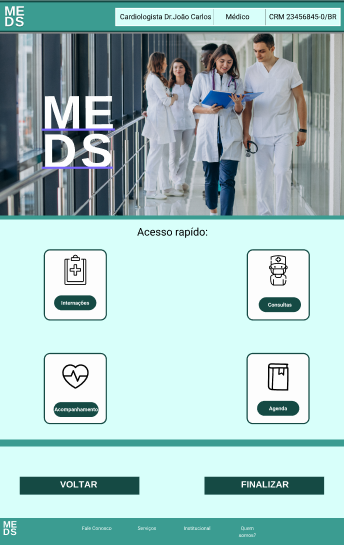 ME
DS
Cardiologista Dr.João Carlos Médico CRM 23456845-0/BR
ME
DS
Acesso rapído:
Internações
Consultas
Acompanhamento
Agenda
VOLTAR FINALIZAR
ME
DS
Fale Conosco Serviços Institucional Quem
somos?